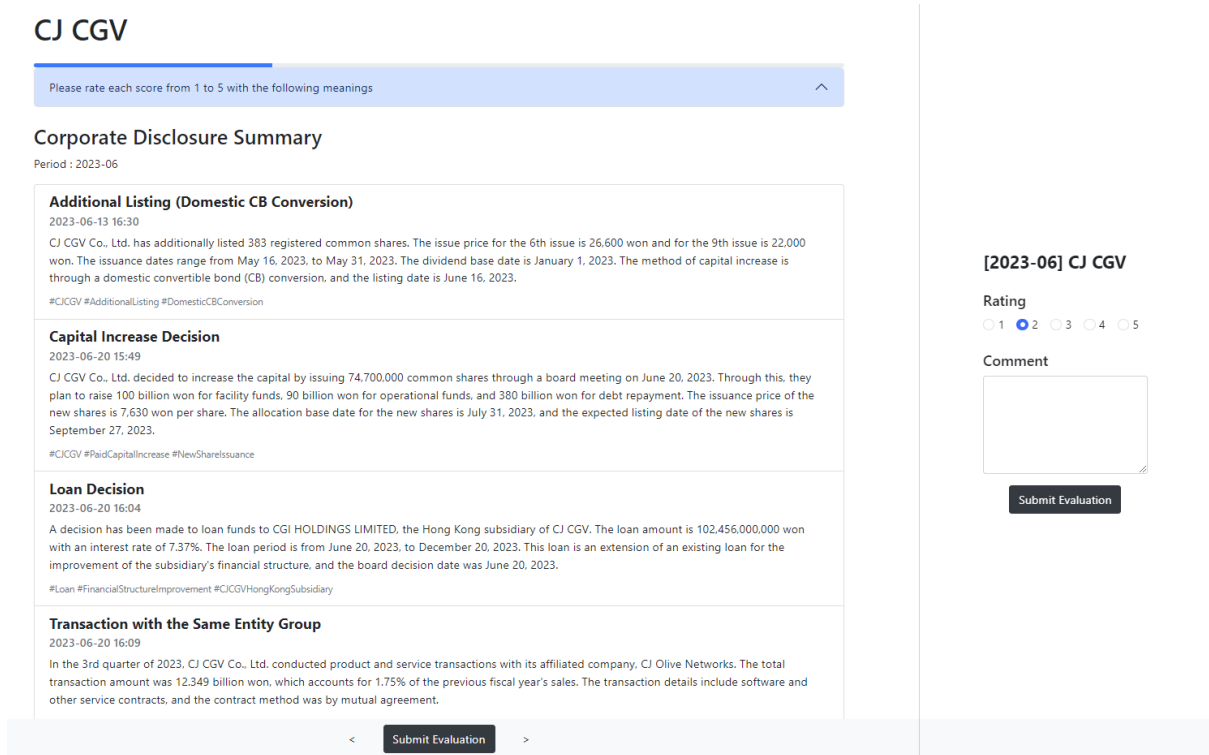 CJ CGV
Please rate each score from 1 to 5 with the following meanings
Corporate Disclosure Summary
Period : 2023-06
Additional Listing (Domestic CB Conversion)
2023-06-13 16:30
CJ CGV Co., Ltd. has additionally listed 383 registered common shares. The issue price for the 6th issue is 26,600 won and for the 9th issue is 22,000
won. The issuance dates range from May 16, 2023, to May 31, 2023. The dividend base date is January 1, 2023. The method of capital increase is
through a domestic convertible bond (CB) conversion, and the listing date is June 16, 2023.
#CJCGV #AdditionalListing #DomesticCBConversion
Capital Increase Decision
2023-06-20 15:49
CJ CGV Co., Ltd. decided to increase the capital by issuing 74,700,000 common shares through a board meeting on June 20, 2023. Through this, they
plan to raise 100 billion won for facility funds, 90 billion won for operational funds, and 380 billion won for debt repayment. The issuance price of the
new shares is 7,630 won per share. The allocation base date for the new shares is July 31, 2023, and the expected listing date of the new shares is
September 27, 2023.
#CJCGV #PaidCapitalIncrease #NewShareIssuance
Loan Decision
2023-06-20 16:04
A decision has been made to loan funds to CGI HOLDINGS LIMITED, the Hong Kong subsidiary of CJ CGV. The loan amount is 102,456,000,000 won
with an interest rate of 7.37%. The loan period is from June 20, 2023, to December 20, 2023. This loan is an extension of an existing loan for the
improvement of the subsidiary's financial structure, and the board decision date was June 20, 2023.
#Loan #FinancialStructureImprovement #CJCGVHongKongSubsidiary
Transaction with the Same Entity Group
2023-06-20 16:09
In the 3rd quarter of 2023, CJ CGV Co., Ltd. conducted product and service transactions with its affiliated company, CJ Olive Networks. The total
transaction amount was 12.349 billion won, which accounts for 1.75% of the previous fiscal year's sales. The transaction details include software and
other service contracts, and the contract method was by mutual agreement.
< Submit Evaluation >
[2023-06] CJ CGV
Rating
1 2 3 4 5
Comment
Submit Evaluation